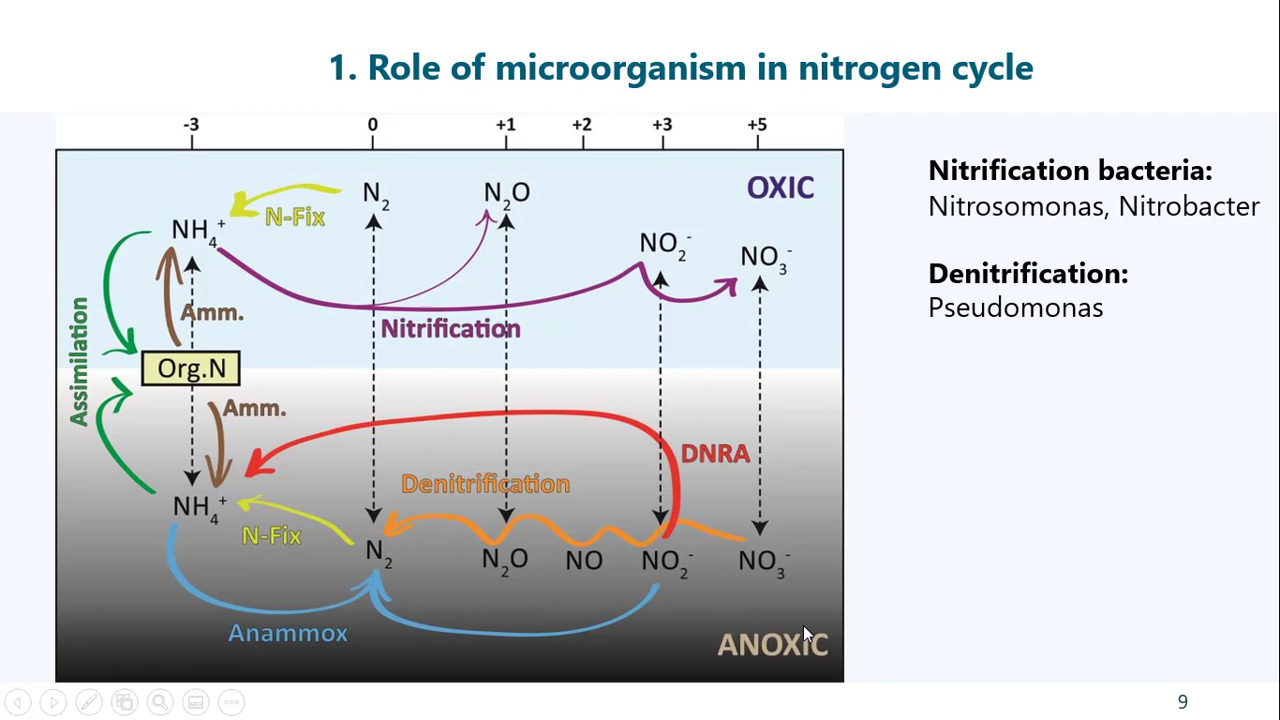 1. Role of microorganism in nitrogen cycle
-3 0 +1 +2 +3 +5
OXIC
N₂ N₂O
N-Fix
NH₄⁺
NO₂⁻
NO₃⁻
Amm.
Nitrification
Assimilation
Org.N
Amm.
DNRA
Denitrification
NH₄⁺
N-Fix
N₂ N₂O NO NO₂⁻ NO₃⁻
Anammox
ANOXIC
Nitrification bacteria:
Nitrosomonas, Nitrobacter
Denitrification:
Pseudomonas
9